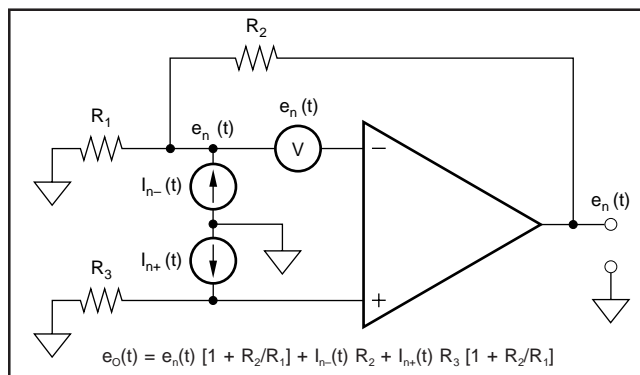 R2
en(t)
R1
en(t)
V
−
In–(t)
en(t)
In+(t)
R3
+
eO(t) = en(t) [1 + R2/R1] + In–(t) R2 + In+(t) R3 [1 + R2/R1]